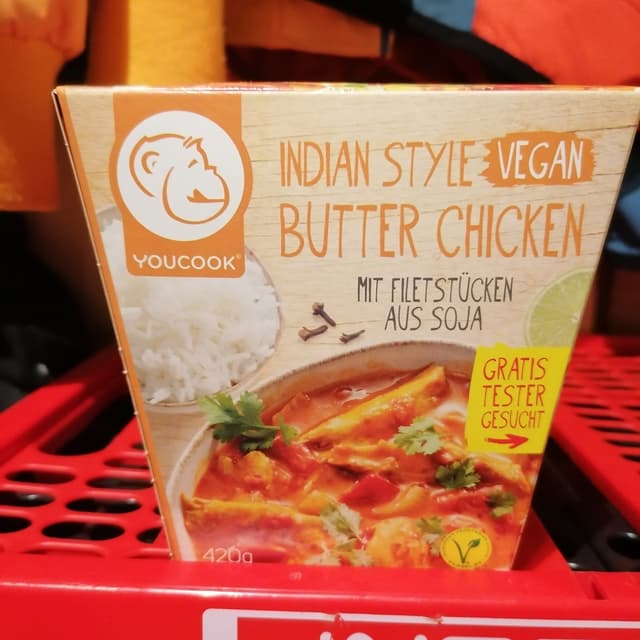 INDIAN STYLE VEGAN
BUTTER CHICKEN
YOUCOOK®
MIT FILETSTÜCKEN
AUS SOJA
GRATIS
TESTER
GESUCHT
420g